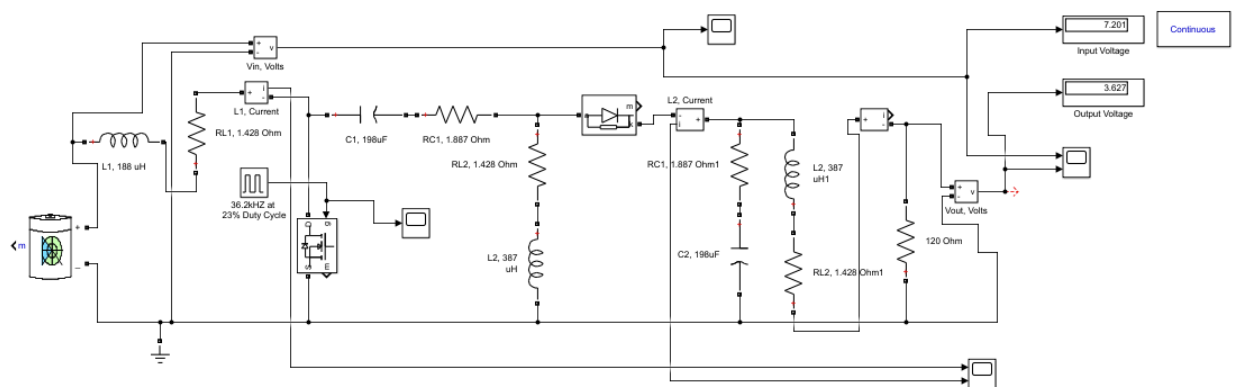 7.201
Input Voltage
Continuous
+
-
v
Vin, Volts
3.627
Output Voltage
L1, 188 uH
RL1, 1.428 Ohm
+
-
i
L1, Current
C1, 198uF
RC1, 1.887 Ohm
a
m
k
L2, Current
-
i
+
i
-
36.2kHZ at
23% Duty Cycle
RL2, 1.428 Ohm
RC1, 1.887 Ohm1
L2, 387
uH1
+
-
v
Vout, Volts
m
+
–
D
g
S
m
L2, 387
uH
C2, 198uF
RL2, 1.428 Ohm1
120 Ohm